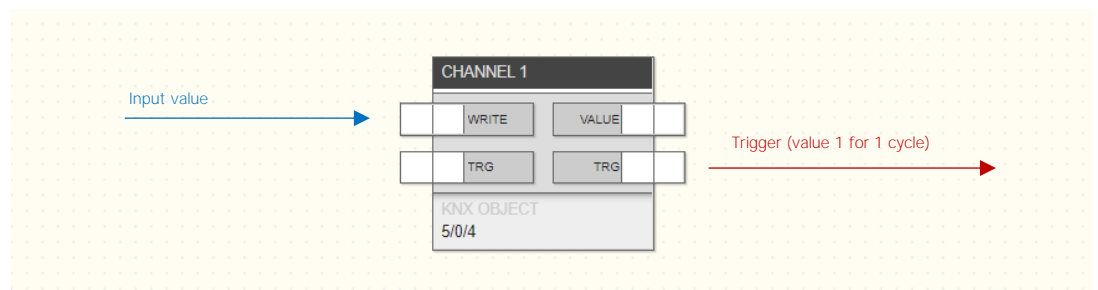 CHANNEL 1
Input value
WRITE VALUE
Trigger (value 1 for 1 cycle)
TRG TRG
KNX OBJECT
5/0/4